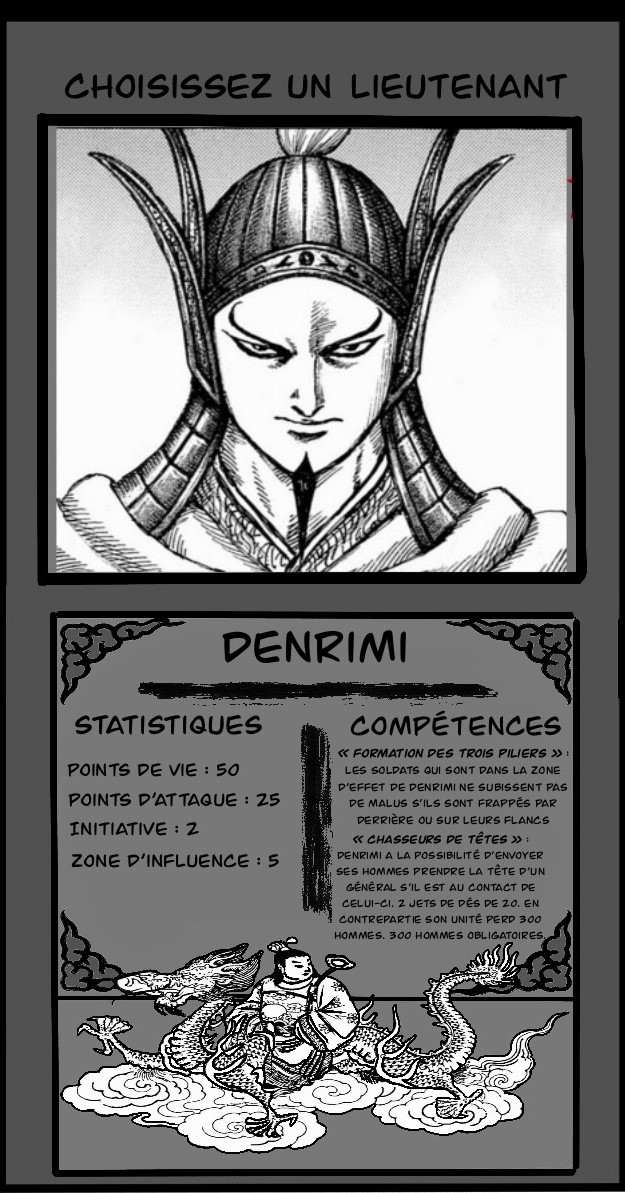 CHOISISSEZ UN LIEUTENANT
DENRIMI
STATISTIQUES
POINTS DE VIE : 50
POINTS D'ATTAQUE : 25
INITIATIVE : 2
ZONE D'INFLUENCE : 5
COMPÉTENCES
« FORMATION DES TROIS PILIERS » :
LES SOLDATS QUI SONT DANS LA ZONE
D'EFFET DE DENRIMI NE SUBISSENT PAS
DE MALUS S'ILS SONT FRAPPÉS PAR
DERRIÈRE OU SUR LEURS FLANCS
« CHASSEURS DE TÊTES » :
DENRIMI A LA POSSIBILITÉ D'ENVOYER
SES HOMMES PRENDRE LA TÊTE D'UN
GÉNÉRAL S'IL EST AU CONTACT DE
CELUI-CI. 2 JETS DE DÉS DE 20. EN
CONTREPARTIE SON UNITÉ PERD 300
HOMMES. 300 HOMMES OBLIGATOIRES.